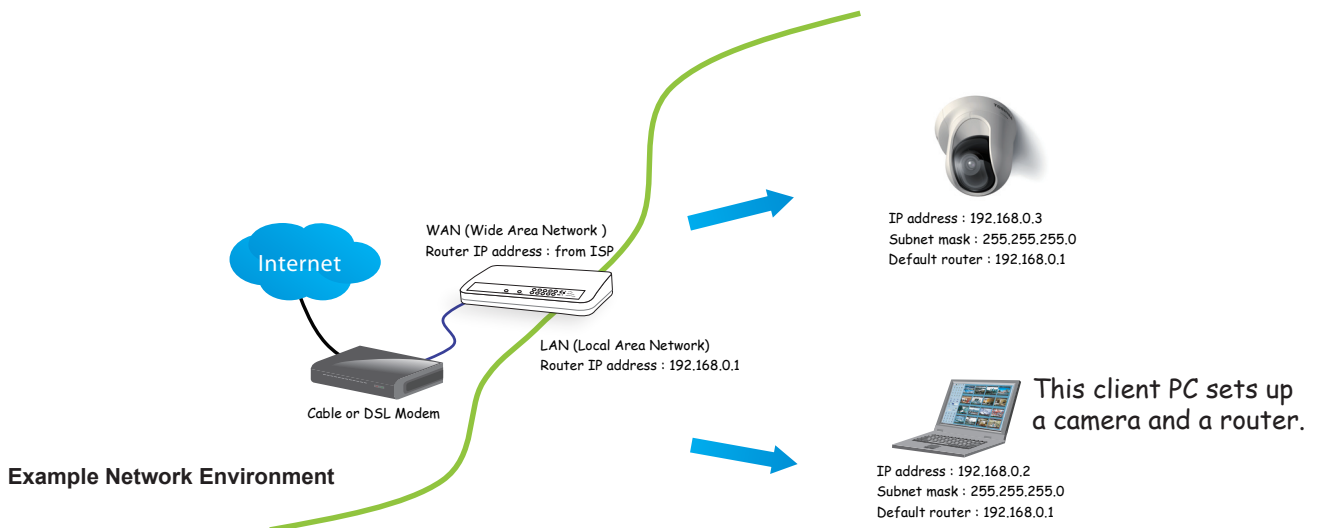 WAN (Wide Area Network )
Router IP address : from ISP
Internet
LAN (Local Area Network)
Router IP address : 192.168.0.1
Cable or DSL Modem
IP address : 192.168.0.3
Subnet mask : 255.255.255.0
Default router : 192.168.0.1
This client PC sets up
a camera and a router.
IP address : 192.168.0.2
Subnet mask : 255.255.255.0
Default router : 192.168.0.1
Example Network Environment